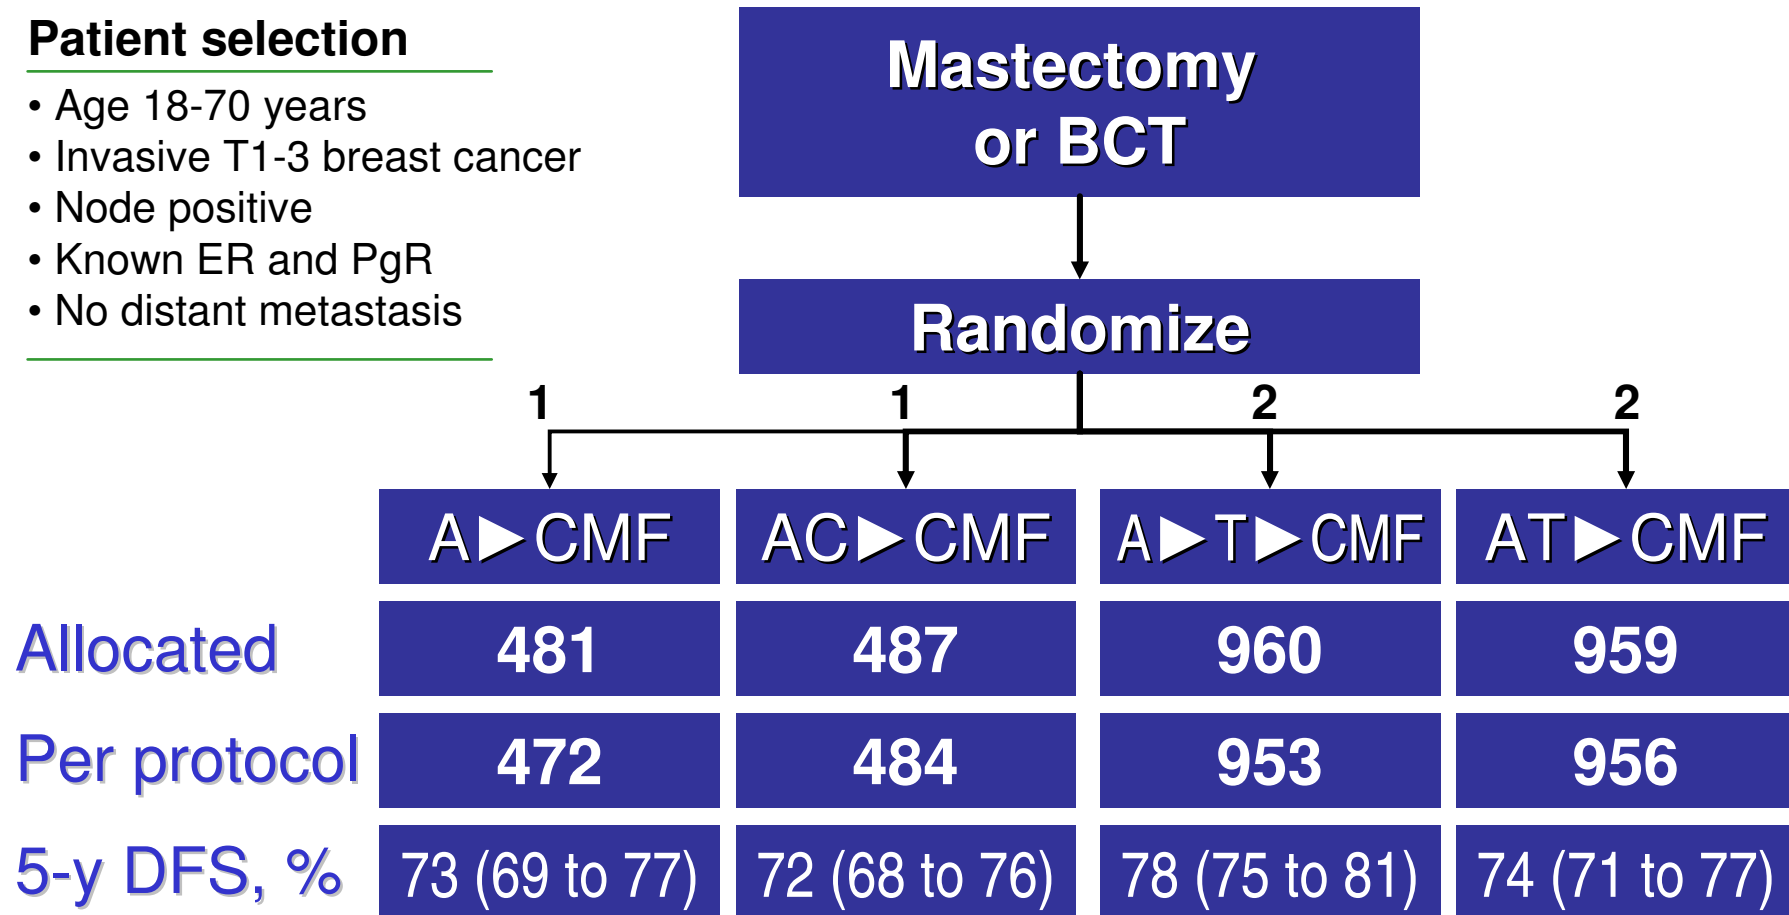 Patient selection
• Age 18-70 years
• Invasive T1-3 breast cancer
• Node positive
• Known ER and PgR
• No distant metastasis
Mastectomy
or BCT
Randomize
1 1 2 2
A►CMF AC►CMF A►T►CMF AT►CMF
Allocated 481 487 960 959
Per protocol 472 484 953 956
5-y DFS, % 73 (69 to 77) 72 (68 to 76) 78 (75 to 81) 74 (71 to 77)